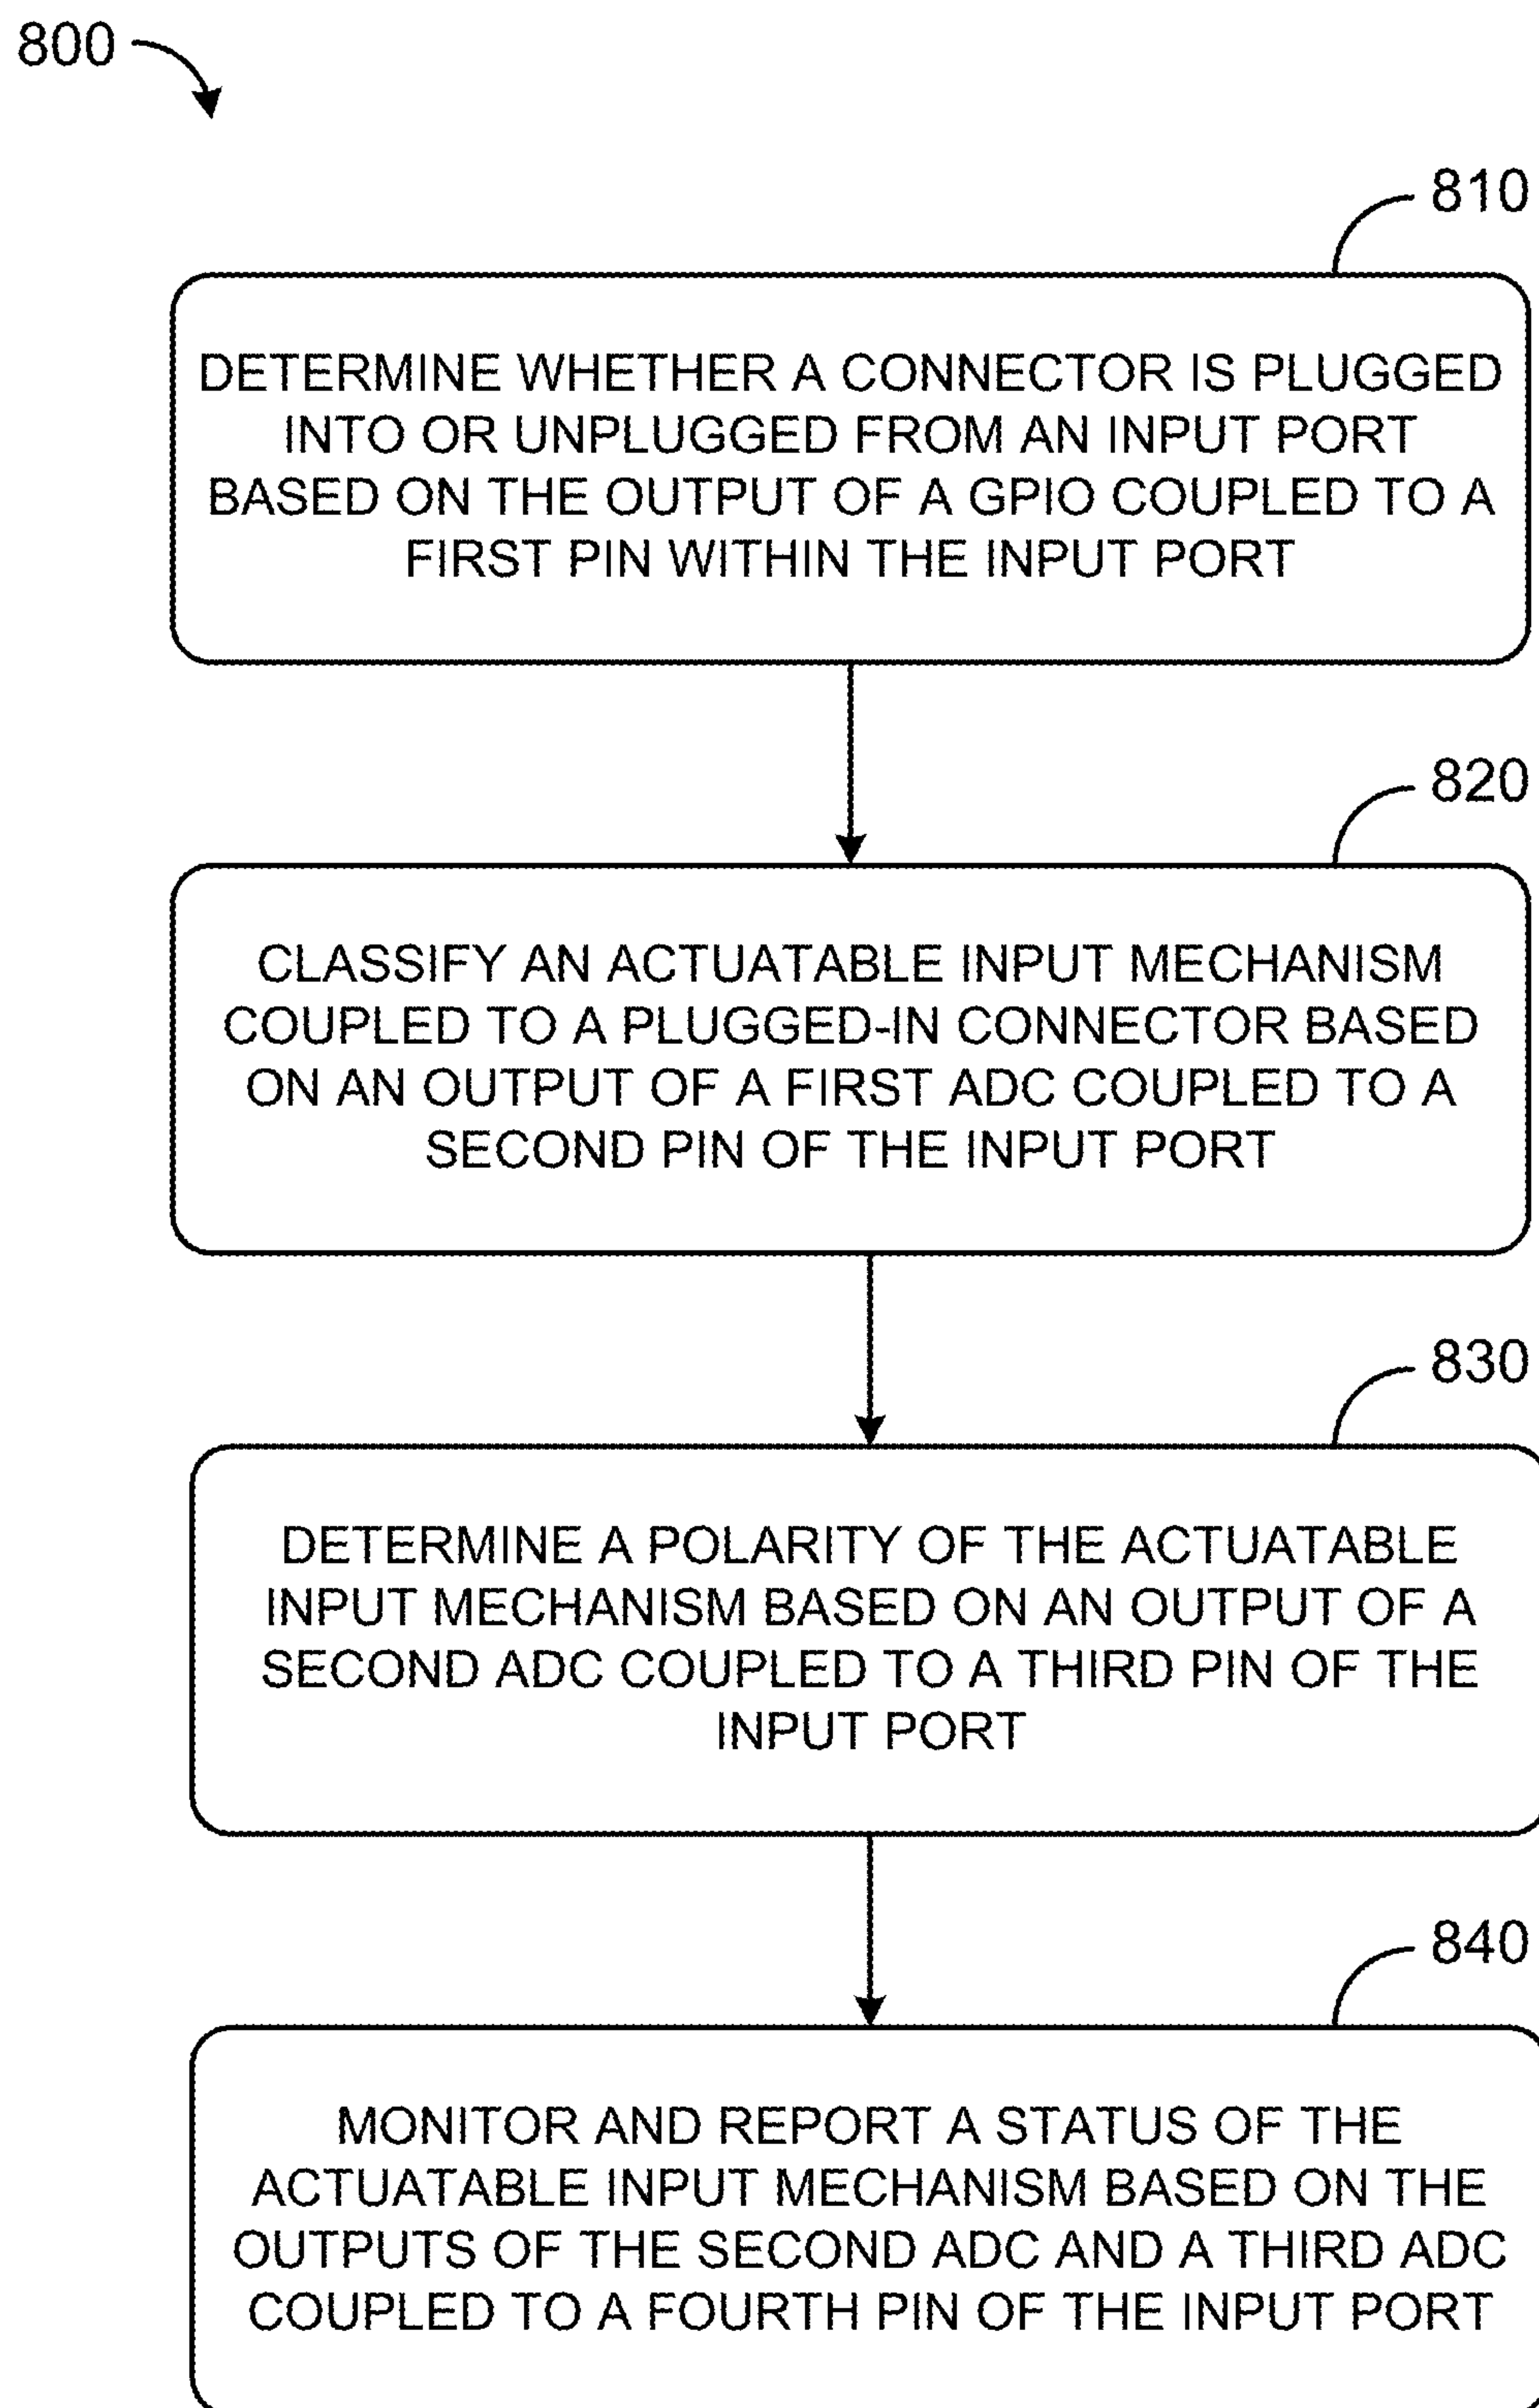 800
810
DETERMINE WHETHER A CONNECTOR IS PLUGGED
INTO OR UNPLUGGED FROM AN INPUT PORT
BASED ON THE OUTPUT OF A GPIO COUPLED TO A
FIRST PIN WITHIN THE INPUT PORT
820
CLASSIFY AN ACTUATABLE INPUT MECHANISM
COUPLED TO A PLUGGED-IN CONNECTOR BASED
ON AN OUTPUT OF A FIRST ADC COUPLED TO A
SECOND PIN OF THE INPUT PORT
830
DETERMINE A POLARITY OF THE ACTUATABLE
INPUT MECHANISM BASED ON AN OUTPUT OF A
SECOND ADC COUPLED TO A THIRD PIN OF THE
INPUT PORT
840
MONITOR AND REPORT A STATUS OF THE
ACTUATABLE INPUT MECHANISM BASED ON THE
OUTPUTS OF THE SECOND ADC AND A THIRD ADC
COUPLED TO A FOURTH PIN OF THE INPUT PORT